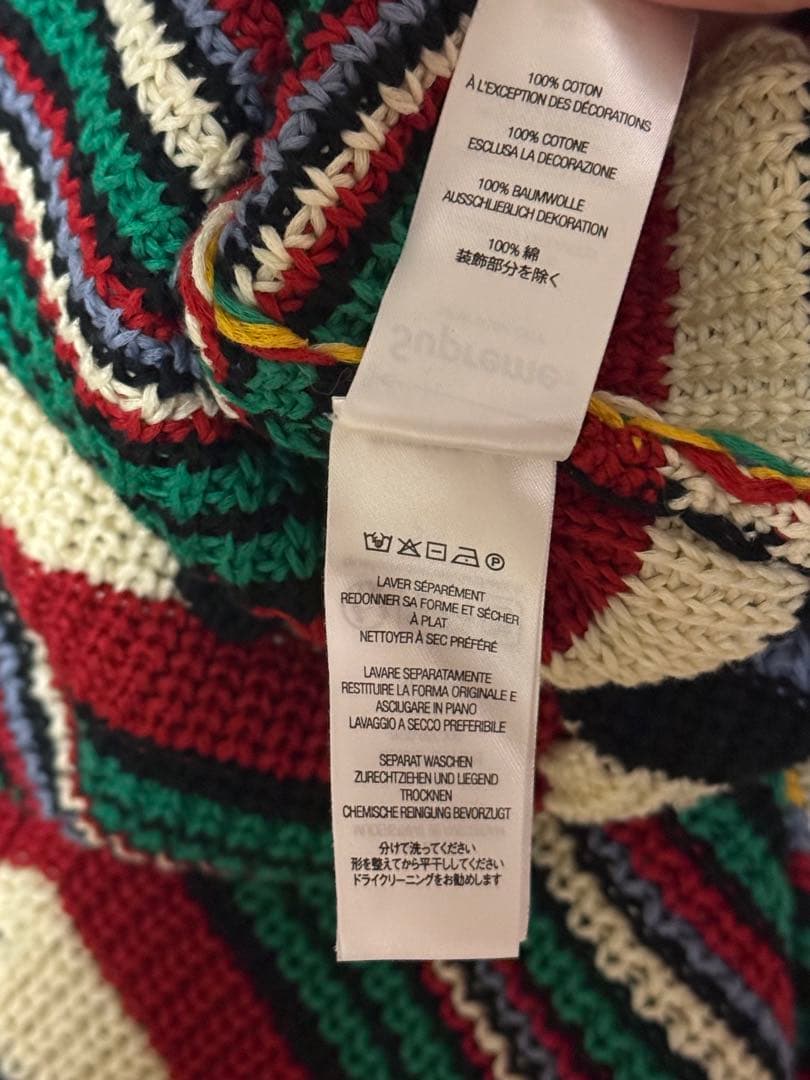 100% COTON
À L'EXCEPTION DES DÉCORATIONS
100% COTONE
ESCLUSA LA DECORAZIONE
100% BAUMWOLLE
AUSSCHLIEßLICH DEKORATION
100% 綿
装飾部分を除く
Supreme
LAVER SÉPARÉMENT
REDONNER SA FORME ET SÉCHER
À PLAT
NETTOYER À SEC PRÉFÉRÉ
LAVARE SEPARATAMENTE
RESTITUIRE LA FORMA ORIGINALE E
ASCIUGARE IN PIANO
LAVAGGIO A SECCO PREFERIBILE
SEPARAT WASCHEN
ZURECHTZIEHEN UND LIEGEND
TROCKNEN
CHEMISCHE REINIGUNG BEVORZUGT
分けて洗ってください
形を整えてから平干ししてください
ドライクリーニングをお勧めします